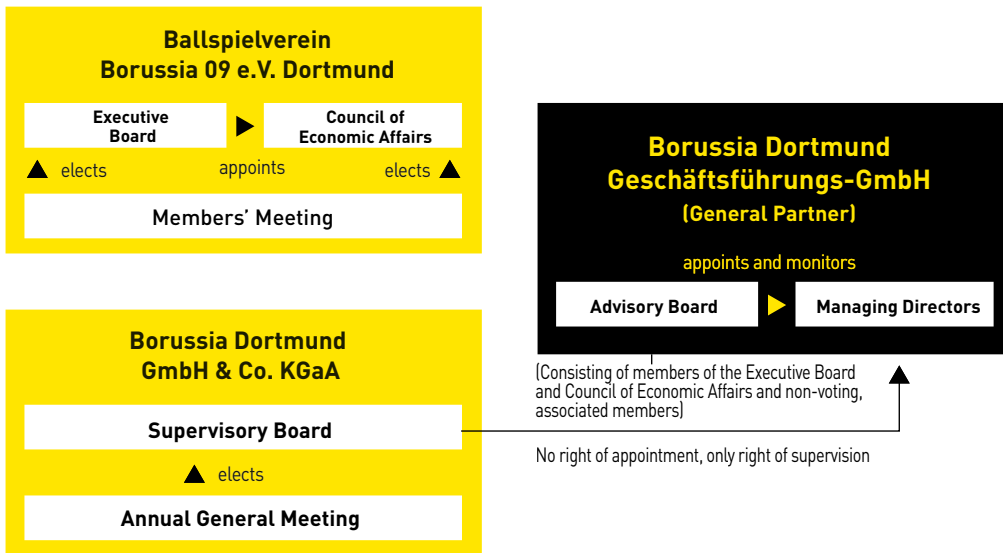 Ballspielverein
Borussia 09 e.V. Dortmund
Executive
Board
Council of
Economic Affairs
elects
appoints
elects
Members’ Meeting
Borussia Dortmund
GmbH & Co. KGaA
Supervisory Board
elects
Annual General Meeting
Borussia Dortmund
Geschäftsführungs-GmbH
(General Partner)
appoints and monitors
Advisory Board
Managing Directors
(Consisting of members of the Executive Board
and Council of Economic Affairs and non-voting,
associated members)
No right of appointment, only right of supervision